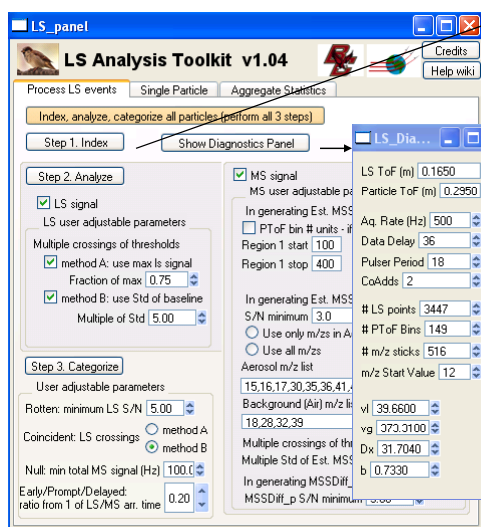 LS_panel
LS Analysis Toolkit v1.04
Credits
Help wiki
Process LS events
Single Particle
Aggregate Statistics
Index, analyze, categorize all particles (perform all 3 steps)
Step 1. Index
Show Diagnostics Panel
Step 2. Analyze
LS signal
LS user adjustable parameters
Multiple crossings of thresholds
method A: use max ls signal
Fraction of max 0.75
method B: use Std of baseline
Multiple of Std 5.00
Step 3. Categorize
User adjustable parameters
Rotten: minimum LS S/N 5.00
Coincident: LS crossings
method A
method B
Null: min total MS signal (Hz) 100.
Early/Prompt/Delayed:
ratio from 1 of LS/MS arr. time 0.20
MS signal
MS user adjustable pa
In generating Est. MSS
PToF bin # units - if
Region 1 start 100
Region 1 stop 400
In generating Est. MSS
S/N minimum 3.0
Use only m/zs in A
Use all m/zs
Aerosol m/z list
15,16,17,30,35,36,41,4
Background (Air) m/z li
18,28,32,39
Multiple crossings of thr
Multiple Std of Est. MSS
In generating MSSDiff_
MSSDiff_p S/N minimum
LS_Dia...
LS ToF (m) 0.1650
Particle ToF (m) 0.2950
Aq. Rate (Hz) 500
Data Delay 36
Pulser Period 18
CoAdds 2
# LS points 3447
# PToF Bins 149
# m/z sticks 516
m/z Start Value 12
vl 39.6600
vg 373.3100
Dx 31.7040
b 0.7330